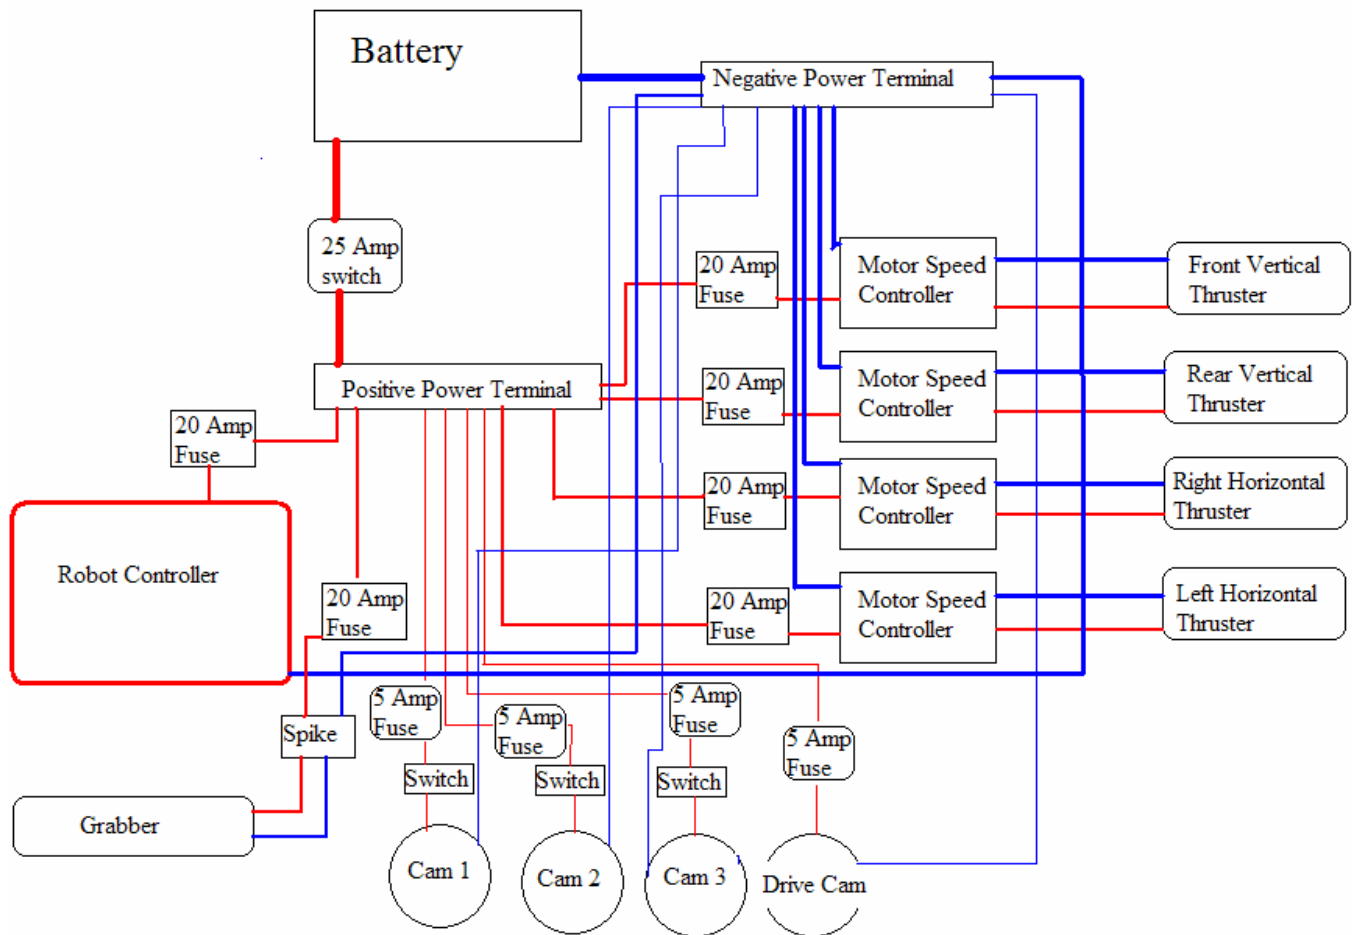 Battery
Negative Power Terminal
25 Amp
switch
20 Amp
Fuse
Motor Speed
Controller
Front Vertical
Thruster
Positive Power Terminal
20 Amp
Fuse
Motor Speed
Controller
Rear Vertical
Thruster
20 Amp
Fuse
20 Amp
Fuse
Motor Speed
Controller
Right Horizontal
Thruster
Robot Controller
20 Amp
Fuse
20 Amp
Fuse
Motor Speed
Controller
Left Horizontal
Thruster
5 Amp
Fuse
5 Amp
Fuse
5 Amp
Fuse
5 Amp
Fuse
Spike
Switch
Switch
Switch
Grabber
Cam 1
Cam 2
Cam 3
Drive Cam